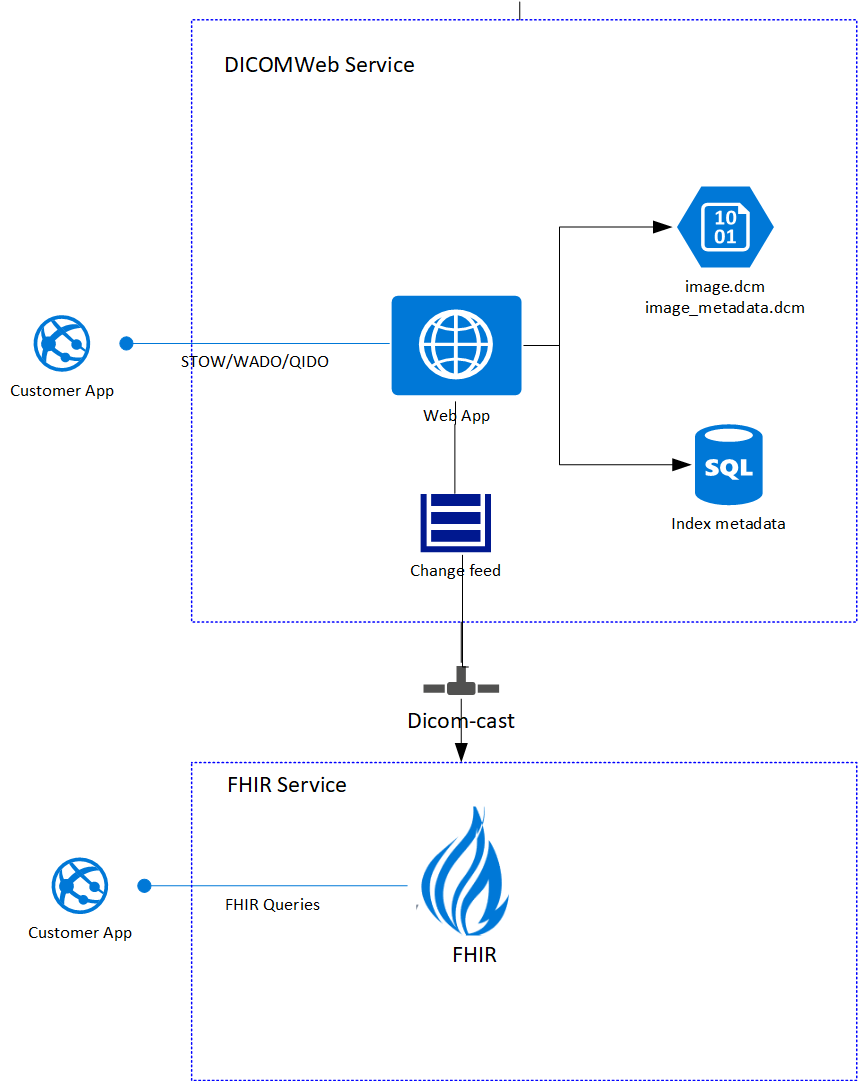 DICOMWeb Service
10
01
image.dcm
image_metadata.dcm
STOW/WADO/QIDO
Customer App
Web App
SQL
Index metadata
Change feed
Dicom-cast
FHIR Service
FHIR Queries
Customer App
FHIR